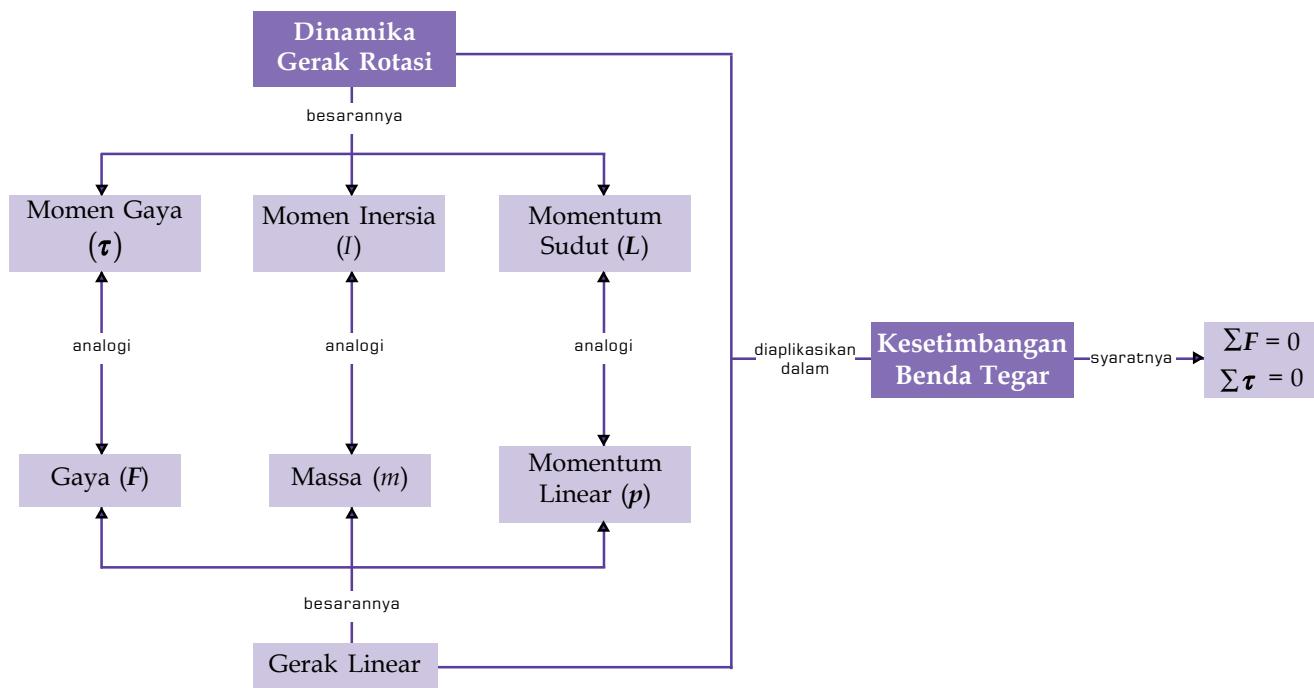 Dinamika
Gerak Rotasi
besarannya
Momen Gaya
(τ)
Momen Inersia
(I)
Momentum
Sudut (L)
analogi
analogi
analogi
diaplikasikan
dalam
Kesetimbangan
Benda Tegar
syaratnya
∑F = 0
∑τ = 0
Gaya (F)
Massa (m)
Momentum
Linear (p)
besarannya
Gerak Linear